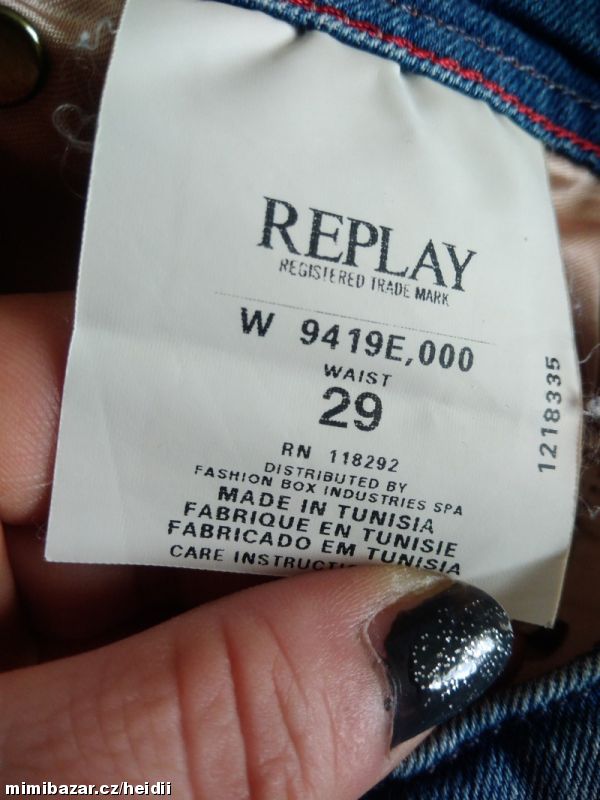 REPLAY
REGISTERED TRADE MARK
W 9419E,000
WAIST
29
RN 118292
DISTRIBUTED BY
FASHION BOX INDUSTRIES SPA
MADE IN TUNISIA
FABRIQUE EN TUNISIE
FABRICADO EM TUNISIA
CARE
1218335
mimibazar.cz/heidii